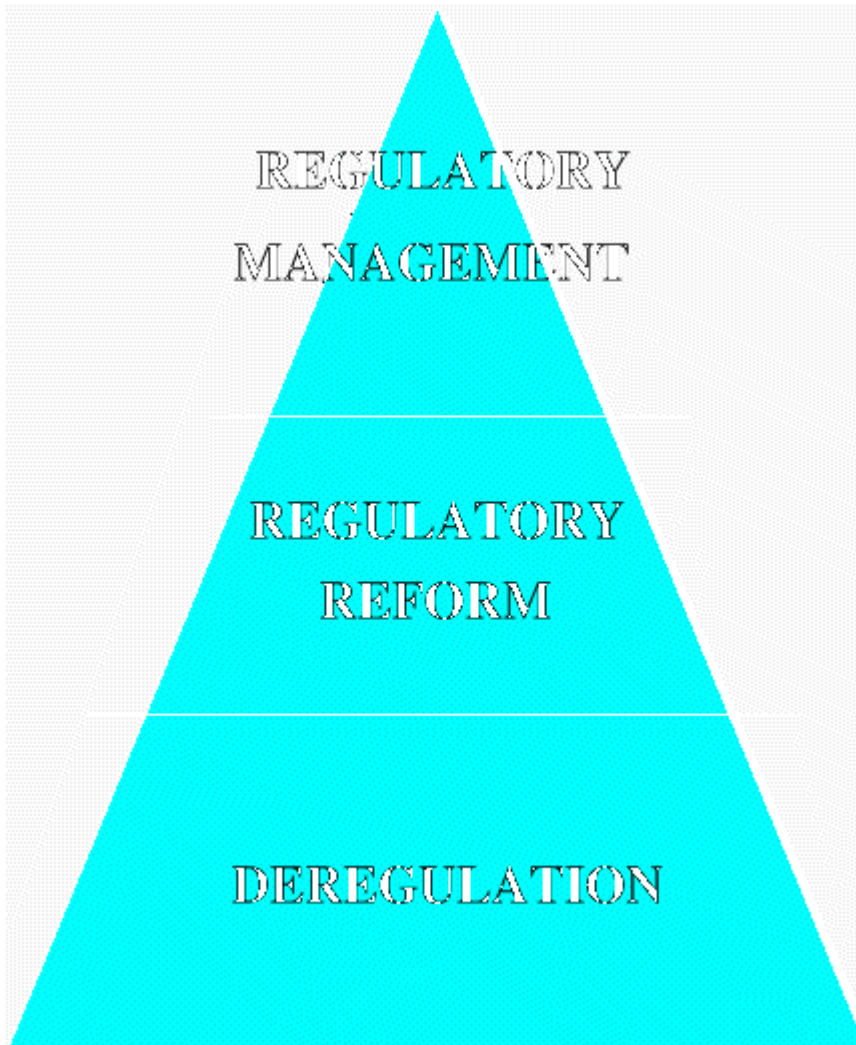 REGULATORY
MANAGEMENT
REGULATORY
REFORM
DEREGULATION